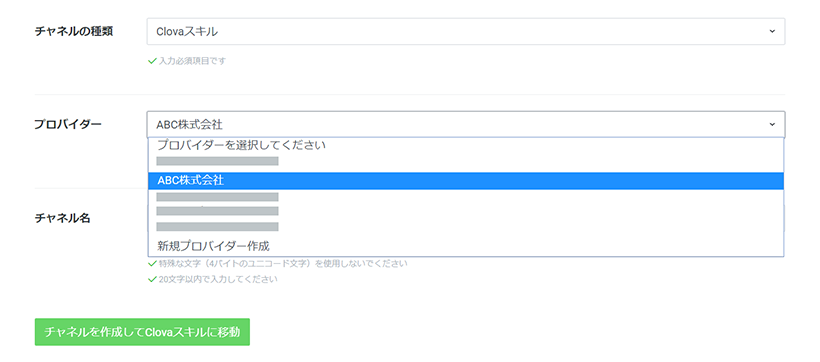 チャネルの種類
Clovaスキル
入力必須項目です
プロバイダー
ABC株式会社
プロバイダーを選択してください
ABC株式会社
新規プロバイダー作成
チャネル名
特殊な文字（4バイトのユニコード文字）を使用しないでください
20文字以内で入力してください
チャネルを作成してClovaスキルに移動